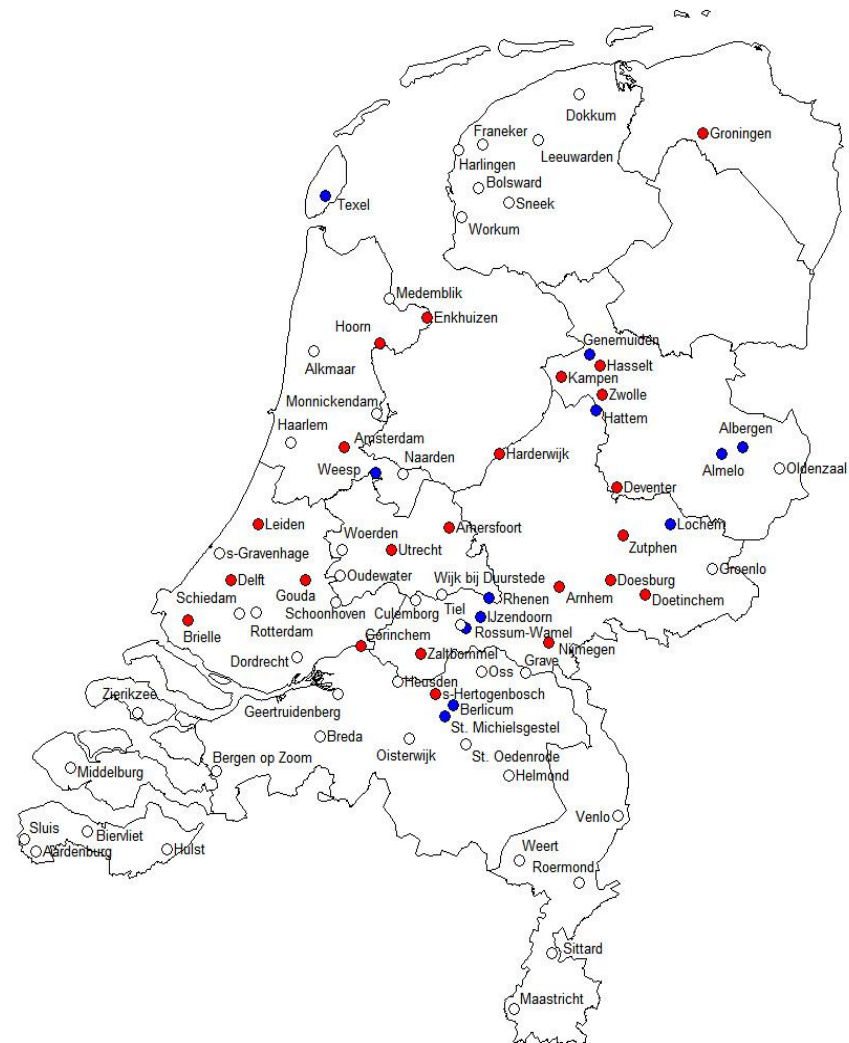 Dokkum
Groningen
Franeker
Leeuwarden
Harlingen
Bolsward
Texel
Sneek
Workum
Medemblik
Enkhuizen
Hoorn
Genemuiden
Alkmaar
Hasselt
Kampen
Zwolle
Monnickendam
Hattem
Haarlem
Albergen
Amsterdam
Harderwijk
Weesp
Naarden
Almelo
Oldenzaal
Deventer
Leiden
Amersfoort
Lochem
Woerden
Zutphen
s-Gravenhage
Utrecht
Groenlo
Oudewater
Wijk bij Duurstede
Delft
Gouda
Doesburg
Arnhem
Doetinchem
Schiedam
Rhenen
Schoonhoven
Culemborg
Tiel
IJzendoorn
Rotterdam
Brielle
Rossum-Wamel
Gorinchem
Nijmegen
Zaltbommel
Dordrecht
Oss
Grave
Heusden
Zierikzee
s-Hertogenbosch
Geertruidenberg
Berlicum
St. Michielsgestel
Breda
Oisterwijk
St. Oedenrode
Bergen op Zoom
Middelburg
Helmond
Venlo
Sluis
Biervliet
Aardenburg
Hulst
Weert
Roermond
Sittard
Maastricht